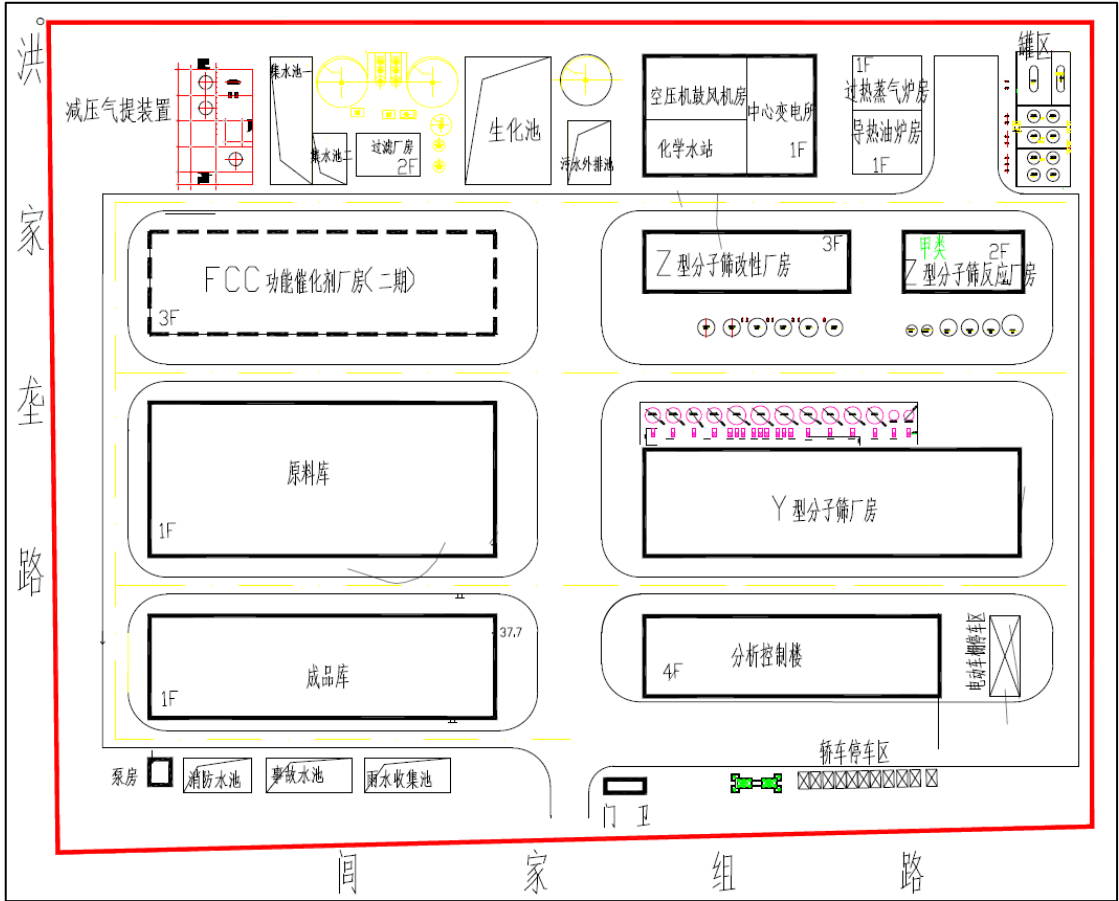 洪家垄路
罐区
减压气提装置
集水池一
集水池二
过滤厂房
2F
生化池
污水外排池
空压机鼓风机房
化学水站
中心变电所
1F
1F
过热蒸气炉房
导热油炉房
1F
FCC功能催化剂厂房(二期)
3F
3F
Z型分子筛改性厂房
甲类
2F
Z型分子筛反应厂房
原料库
1F
Y型分子筛厂房
37.7
成品库
1F
分析控制楼
4F
电动车棚停车区
轿车停车区
泵房
消防水池
事故水池
雨水收集池
门 卫
闾家组路